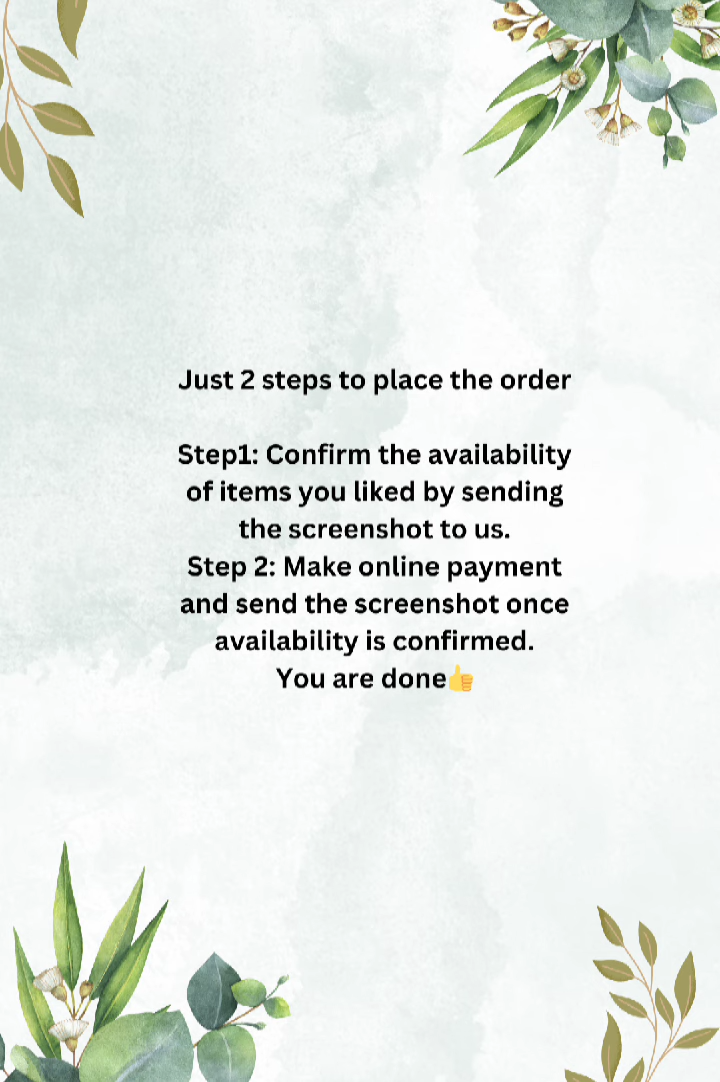 Just 2 steps to place the order
Step1: Confirm the availability
of items you liked by sending
the screenshot to us.
Step 2: Make online payment
and send the screenshot once
availability is confirmed.
You are done👍